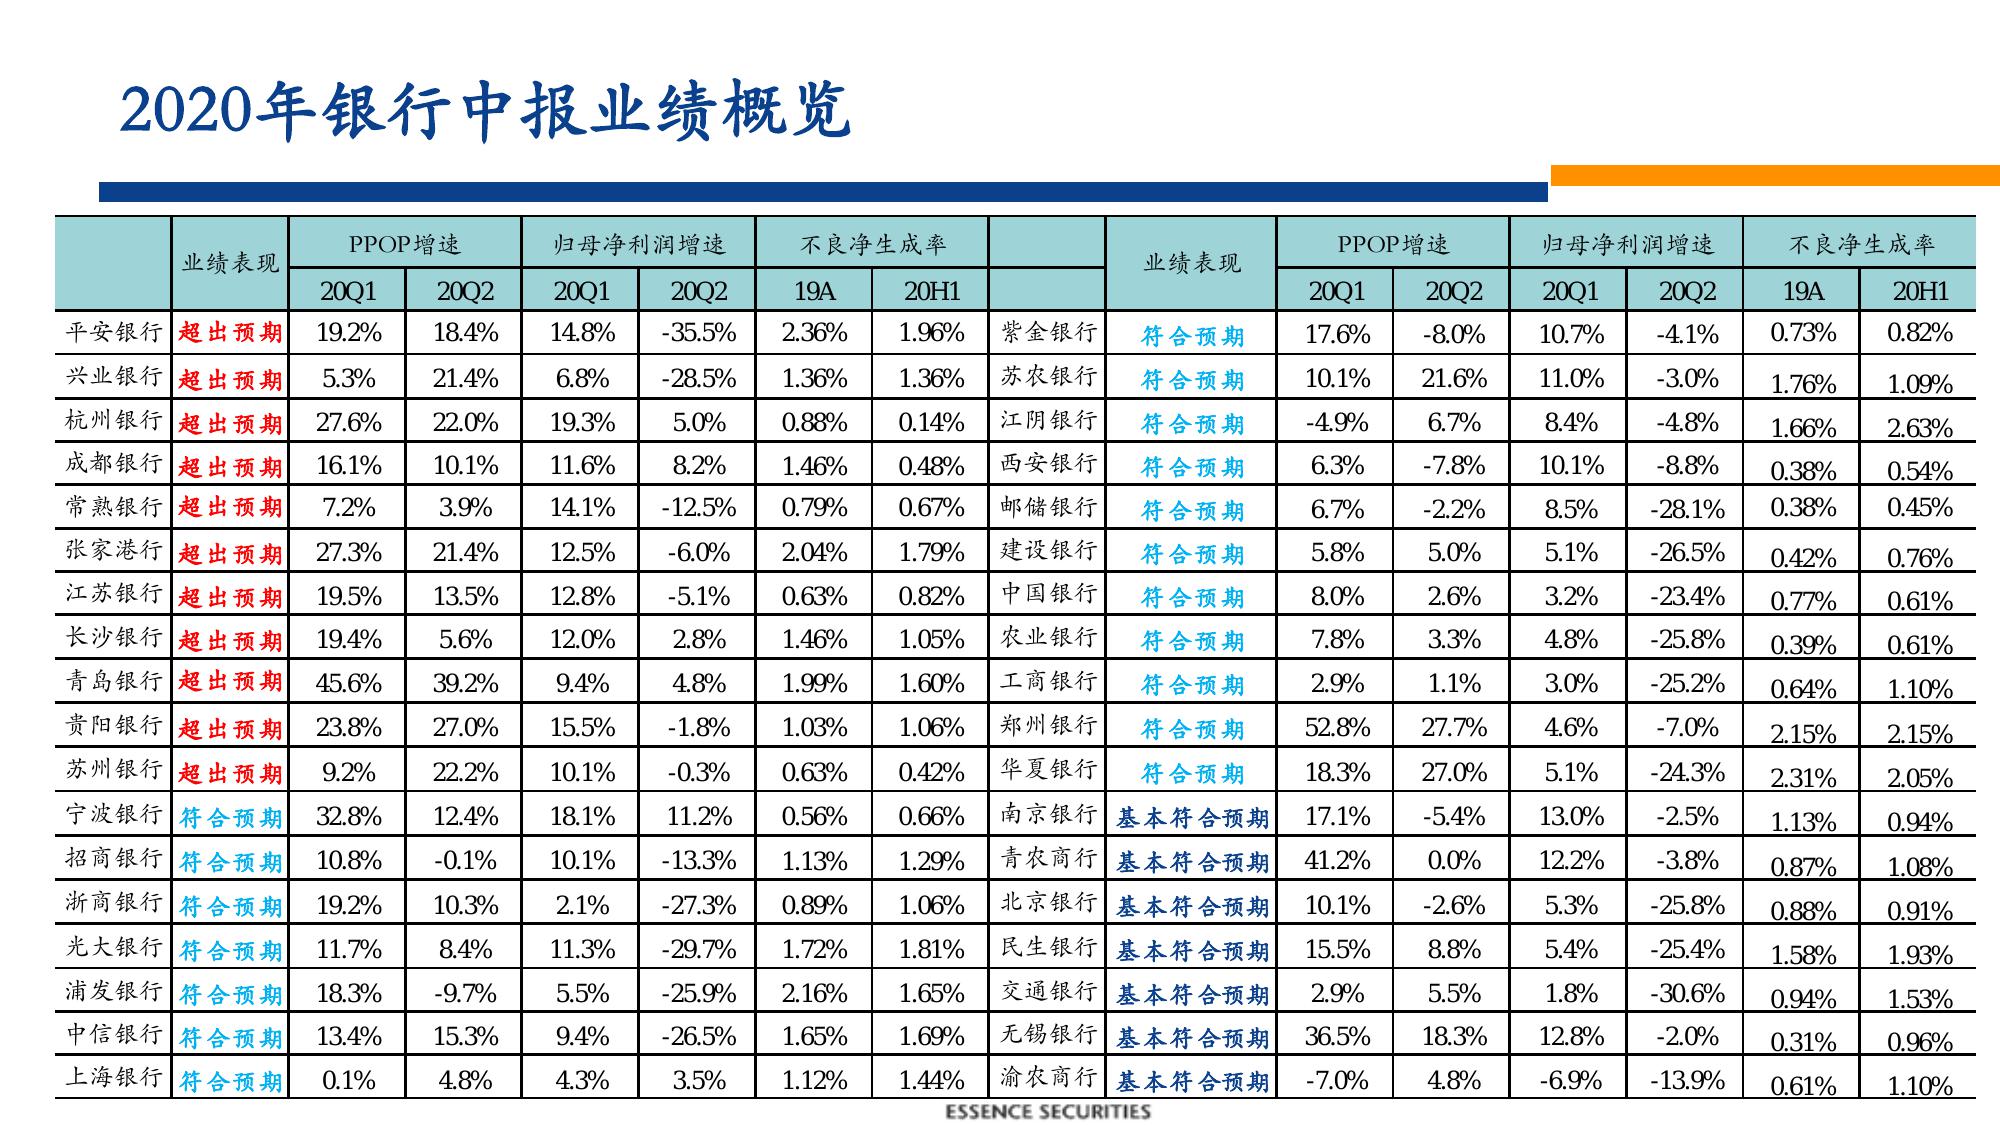 2020年银行中报业绩概览
业绩表现 PPOP增速 归母净利润增速 不良净生成率 业绩表现 PPOP增速 归母净利润增速 不良净生成率
20Q1 20Q2 20Q1 20Q2 19A 20H1 20Q1 20Q2 20Q1 20Q2 19A 20H1
平安银行 超出预期 19.2% 18.4% 14.8% -35.5% 2.36% 1.96% 紫金银行 符合预期 17.6% -8.0% 10.7% -4.1% 0.73% 0.82%
兴业银行 超出预期 5.3% 21.4% 6.8% -28.5% 1.36% 1.36% 苏农银行 符合预期 10.1% 21.6% 11.0% -3.0% 1.76% 1.09%
杭州银行 超出预期 27.6% 22.0% 19.3% 5.0% 0.88% 0.14% 江阴银行 符合预期 -4.9% 6.7% 8.4% -4.8% 1.66% 2.63%
成都银行 超出预期 16.1% 10.1% 11.6% 8.2% 1.46% 0.48% 西安银行 符合预期 6.3% -7.8% 10.1% -8.8% 0.38% 0.54%
常熟银行 超出预期 7.2% 3.9% 14.1% -12.5% 0.79% 0.67% 邮储银行 符合预期 6.7% -2.2% 8.5% -28.1% 0.38% 0.45%
张家港行 超出预期 27.3% 21.4% 12.5% -6.0% 2.04% 1.79% 建设银行 符合预期 5.8% 5.0% 5.1% -26.5% 0.42% 0.76%
江苏银行 超出预期 19.5% 13.5% 12.8% -5.1% 0.63% 0.82% 中国银行 符合预期 8.0% 2.6% 3.2% -23.4% 0.77% 0.61%
长沙银行 超出预期 19.4% 5.6% 12.0% 2.8% 1.46% 1.05% 农业银行 符合预期 7.8% 3.3% 4.8% -25.8% 0.39% 0.61%
青岛银行 超出预期 45.6% 39.2% 9.4% 4.8% 1.99% 1.60% 工商银行 符合预期 2.9% 1.1% 3.0% -25.2% 0.64% 1.10%
贵阳银行 超出预期 23.8% 27.0% 15.5% -1.8% 1.03% 1.06% 郑州银行 符合预期 52.8% 27.7% 4.6% -7.0% 2.15% 2.15%
苏州银行 超出预期 9.2% 22.2% 10.1% -0.3% 0.63% 0.42% 华夏银行 符合预期 18.3% 27.0% 5.1% -24.3% 2.31% 2.05%
宁波银行 符合预期 32.8% 12.4% 18.1% 11.2% 0.56% 0.66% 南京银行 基本符合预期 17.1% -5.4% 13.0% -2.5% 1.13% 0.94%
招商银行 符合预期 10.8% -0.1% 10.1% -13.3% 1.13% 1.29% 青农商行 基本符合预期 41.2% 0.0% 12.2% -3.8% 0.87% 1.08%
浙商银行 符合预期 19.2% 10.3% 2.1% -27.3% 0.89% 1.06% 北京银行 基本符合预期 10.1% -2.6% 5.3% -25.8% 0.88% 0.91%
光大银行 符合预期 11.7% 8.4% 11.3% -29.7% 1.72% 1.81% 民生银行 基本符合预期 15.5% 8.8% 5.4% -25.4% 1.58% 1.93%
浦发银行 符合预期 18.3% -9.7% 5.5% -25.9% 2.16% 1.65% 交通银行 基本符合预期 2.9% 5.5% 1.8% -30.6% 0.94% 1.53%
中信银行 符合预期 13.4% 15.3% 9.4% -26.5% 1.65% 1.69% 无锡银行 基本符合预期 36.5% 18.3% 12.8% -2.0% 0.31% 0.96%
上海银行 符合预期 0.1% 4.8% 4.3% 3.5% 1.12% 1.44% 渝农商行 基本符合预期 -7.0% 4.8% -6.9% -13.9% 0.61% 1.10%
ESSENCE SECURITIES